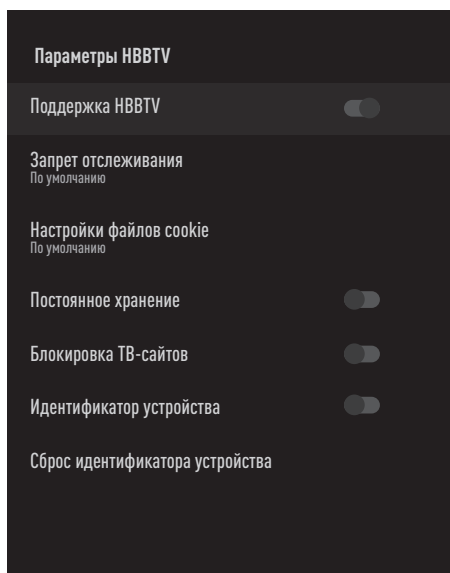 Параметры HBBTV
Поддержка HBBTV
Запрет отслеживания
По умолчанию
Настройки файлов cookie
По умолчанию
Постоянное хранение
Блокировка ТВ-сайтов
Идентификатор устройства
Сброс идентификатора устройства